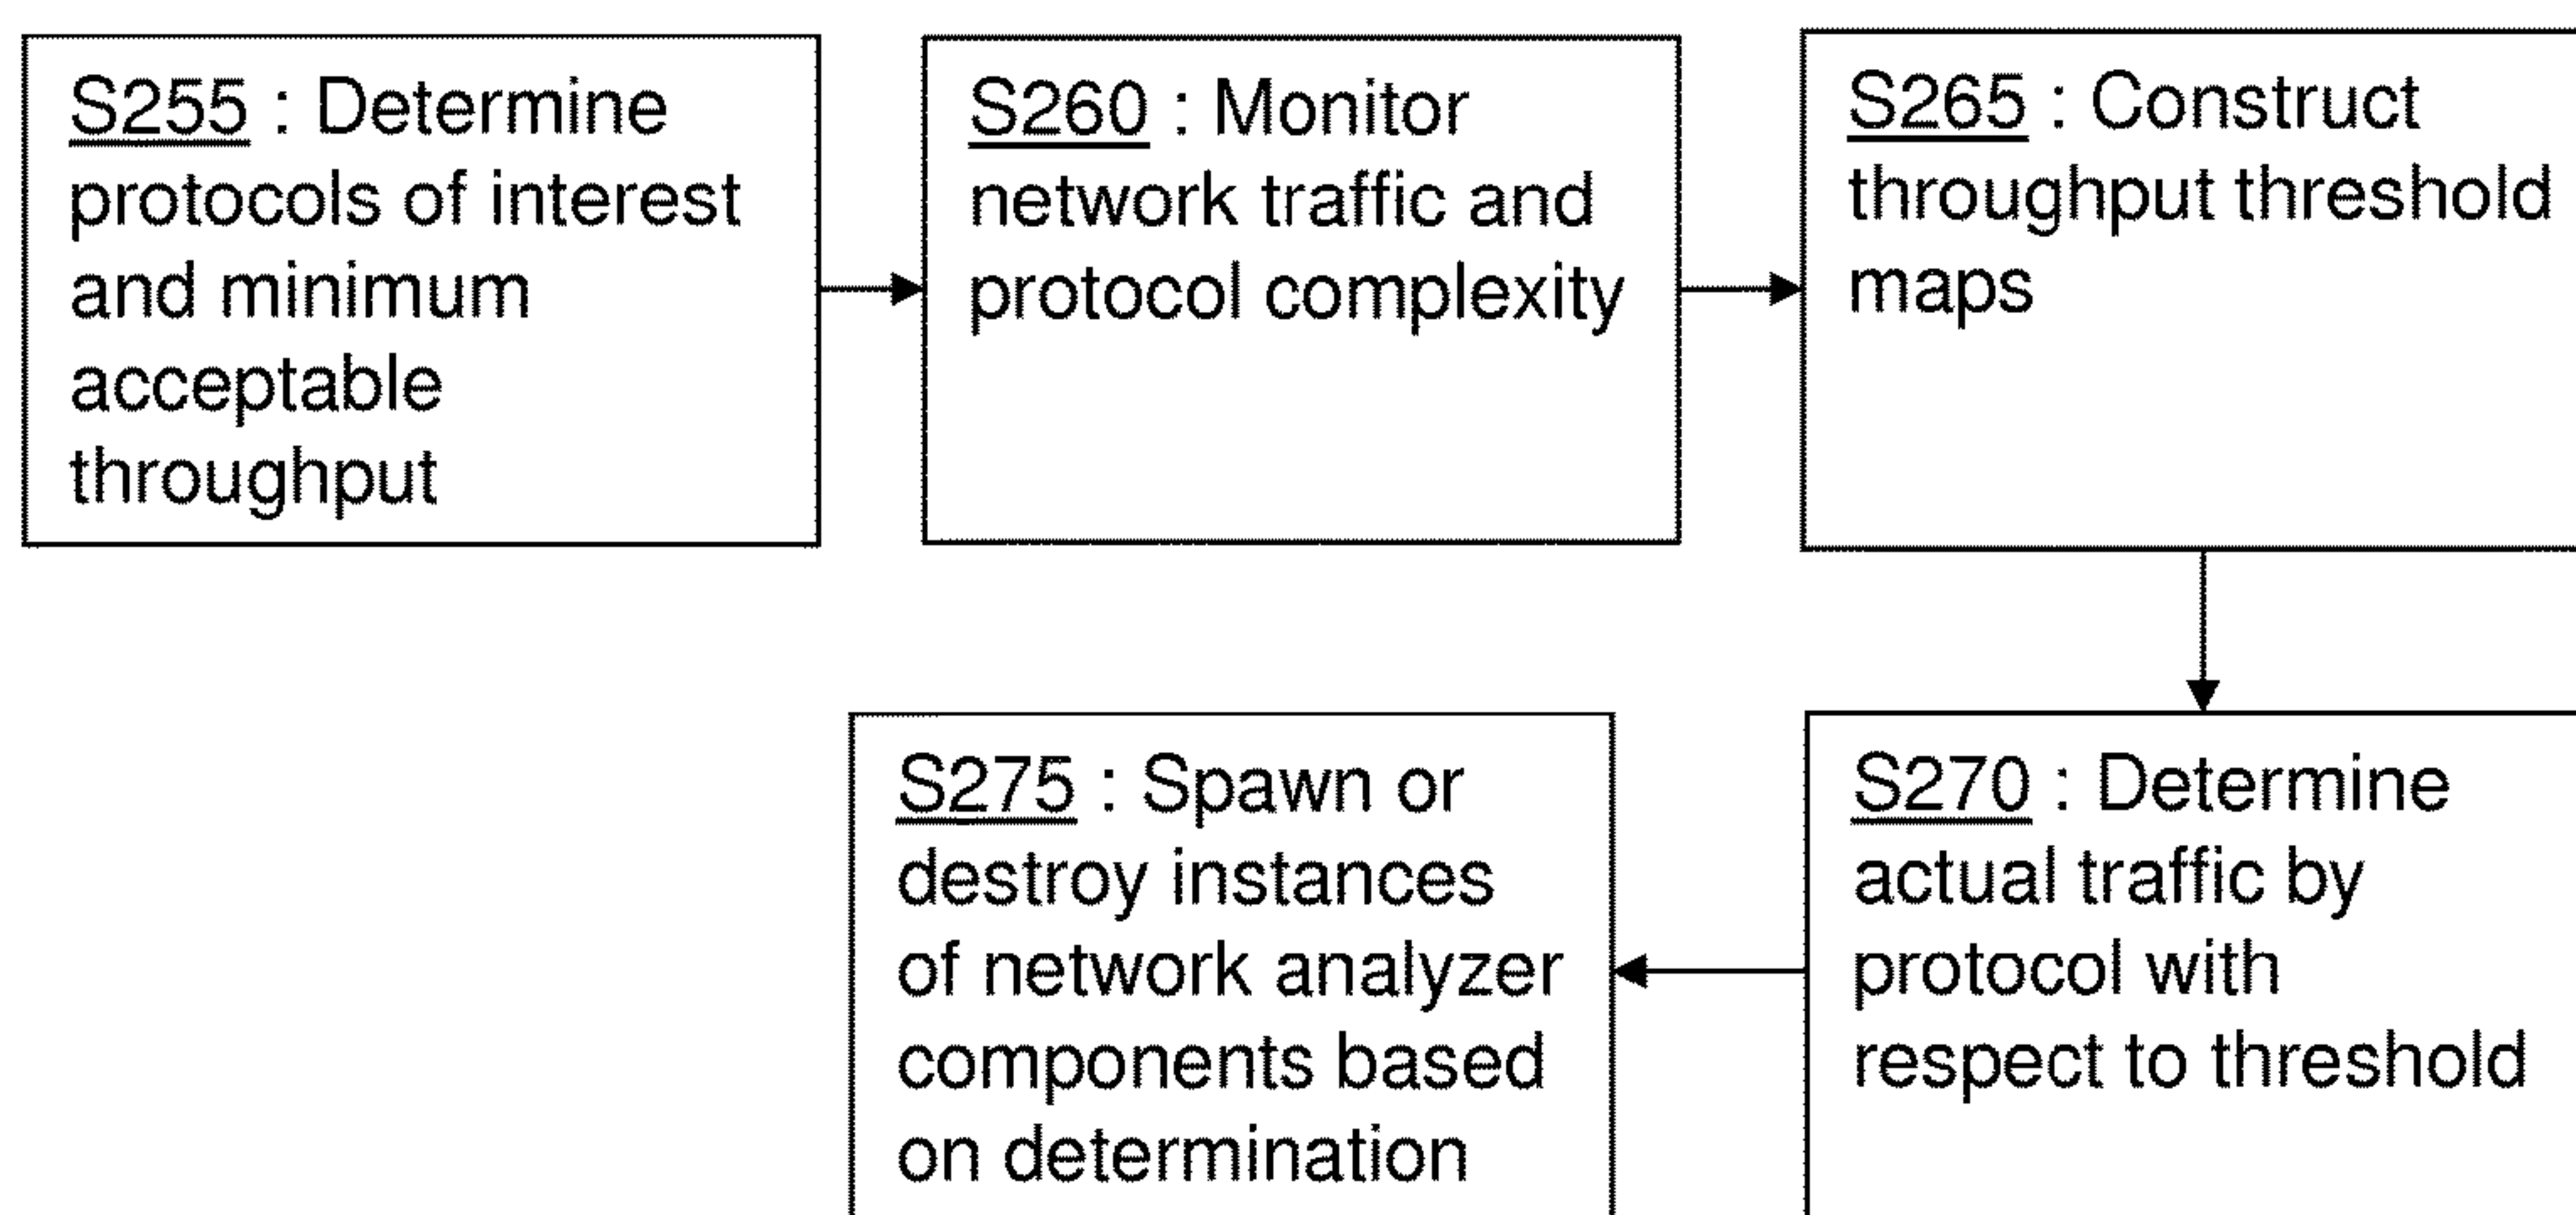 S255 : Determine
protocols of interest
and minimum
acceptable
throughput
S260 : Monitor
network traffic and
protocol complexity
S265 : Construct
throughput threshold
maps
S270 : Determine
actual traffic by
protocol with
respect to threshold
S275 : Spawn or
destroy instances
of network analyzer
components based
on determination